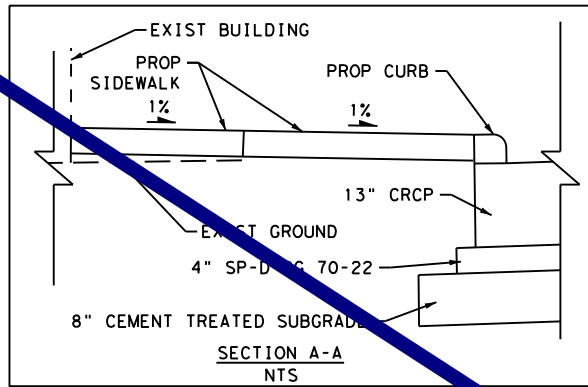 EXIST BUILDING
PROP
SIDEWALK
PROP CURB
1%
1%
13" CRCP
GROUND
4" SP-D 70-22
8" CEMENT TREATED
SECTION A-A
NTS